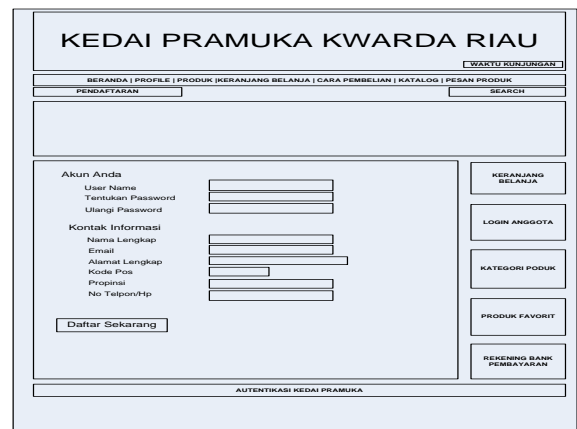 KEDAI PRAMUKA KWARDA RIAU
WAKTU KUNJUNGAN
BERANDA | PROFILE | PRODUK |KERANJANG BELANJA | CARA PEMBELIAN | KATALOG | PESAN PRODUK
PENDAFTARAN
SEARCH
Akun Anda
User Name
Tentukan Password
Ulangi Password
Kontak Informasi
Nama Lengkap
Email
Alamat Lengkap
Kode Pos
Propinsi
No Telpon/Hp
Daftar Sekarang
KERANJANG
BELANJA
LOGIN ANGGOTA
KATEGORI PODUK
PRODUK FAVORIT
REKENING BANK
PEMBAYARAN
AUTENTIKASI KEDAI PRAMUKA